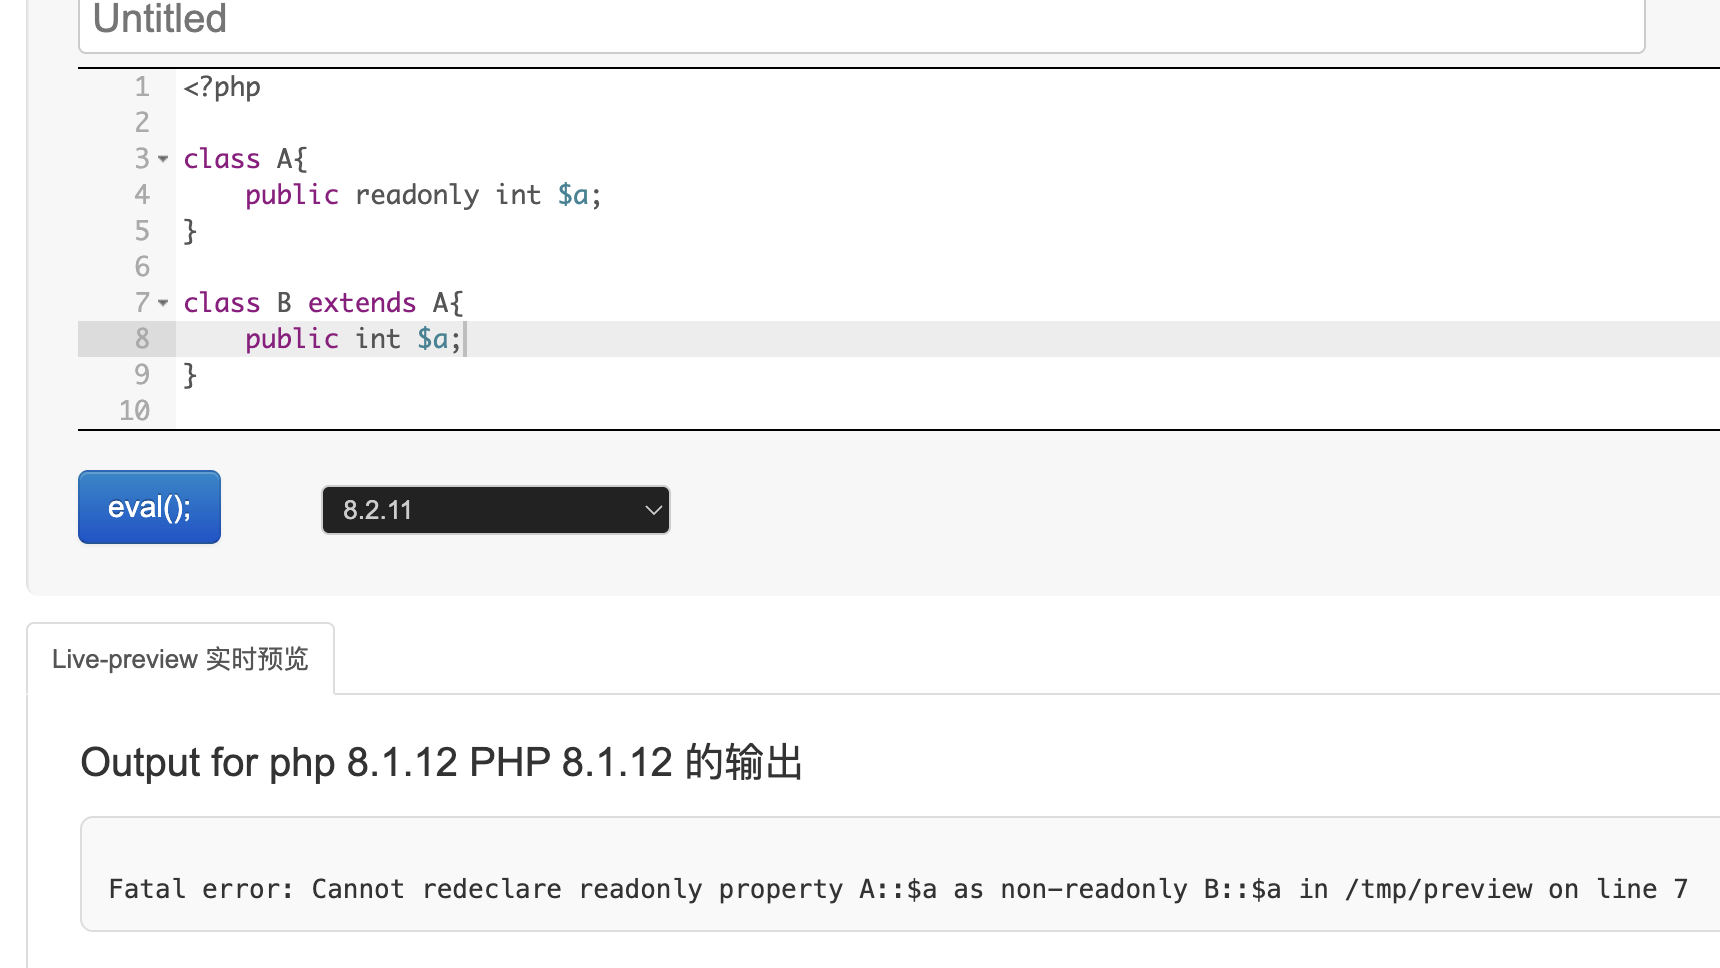 Untitled
1 <?php
2
3 class A{
4     public readonly int $a;
5 }
6
7 class B extends A{
8     public int $a;
9 }
10
eval(); 8.2.11
Live-preview 实时预览
Output for php 8.1.12 PHP 8.1.12 的输出
Fatal error: Cannot redeclare readonly property A::$a as non-readonly B::$a in /tmp/preview on line 7